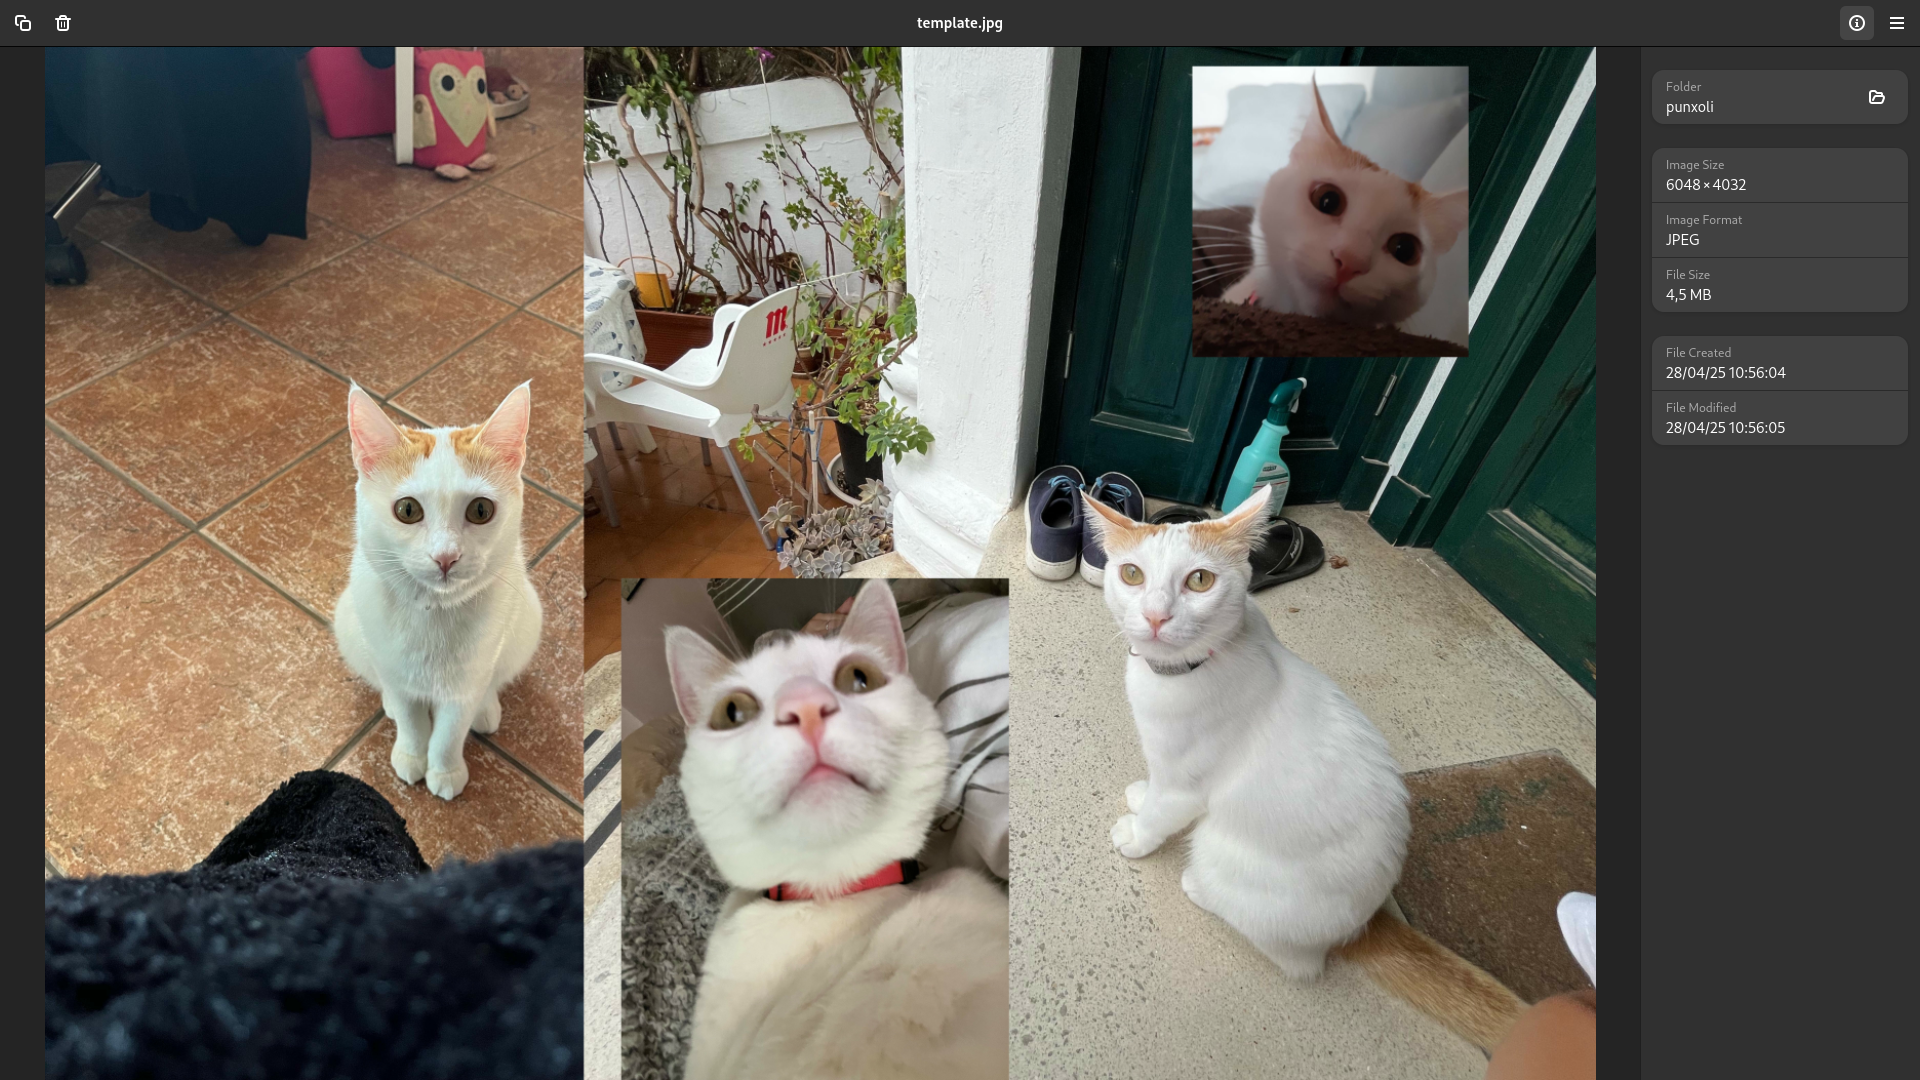 template.jpg
Folder
punxoli
Image Size
6048×4032
Image Format
JPEG
File Size
4,5 MB
File Created
28/04/25 10:56:04
File Modified
28/04/25 10:56:05
m